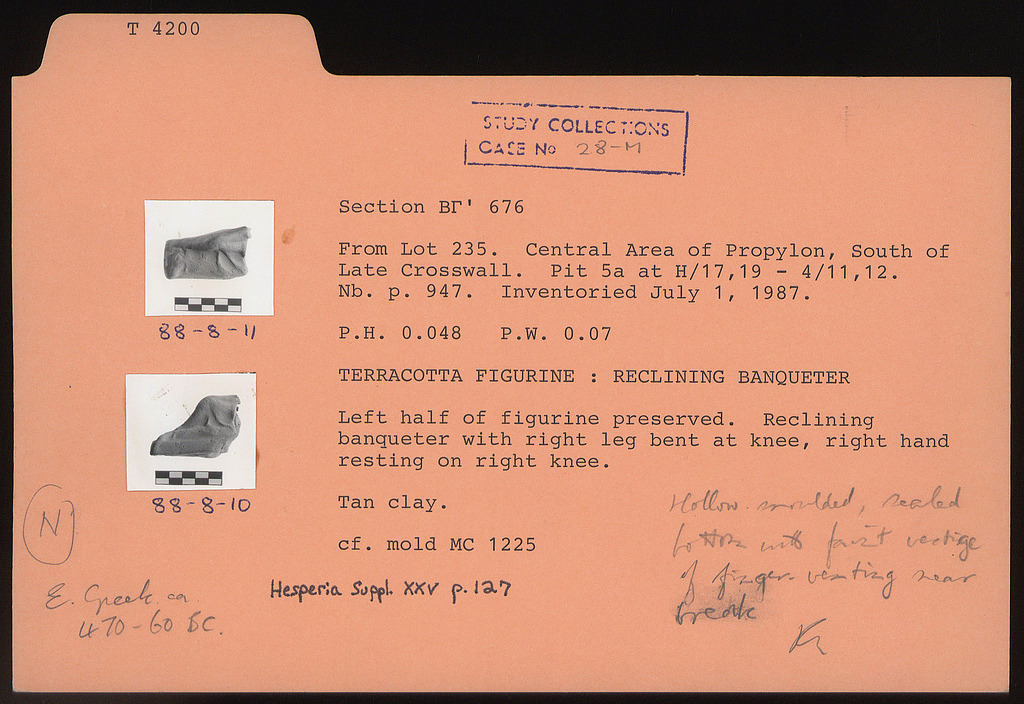 T 4200
STUDY COLLECTIONS
CASE No 28-M
Section ΒΓ' 676
From Lot 235. Central Area of Propylon, South of
Late Crosswall. Pit 5a at H/17,19 - 4/11,12.
Nb. p. 947. Inventoried July 1, 1987.
88-8-11
P.H. 0.048 P.W. 0.07
TERRACOTTA FIGURINE : RECLINING BANQUETER
Left half of figurine preserved. Reclining
banqueter with right leg bent at knee, right hand
resting on right knee.
88-8-10
Tan clay.
cf. mold MC 1225
Hollow moulded, sealed
bottom with faint vestige
of finger-venting near
break
N
Hesperia Suppl. XXV p.127
E. Greek. ca.
470-60 BC.